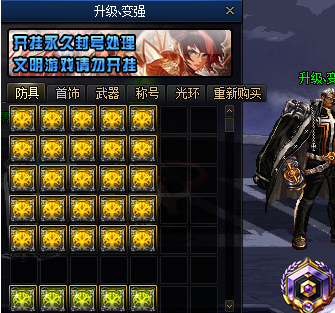 升级、变强
开挂永久封号处理
文明游戏请勿开挂
防具 首饰 武器 称号 光环 重新购买
升级、变